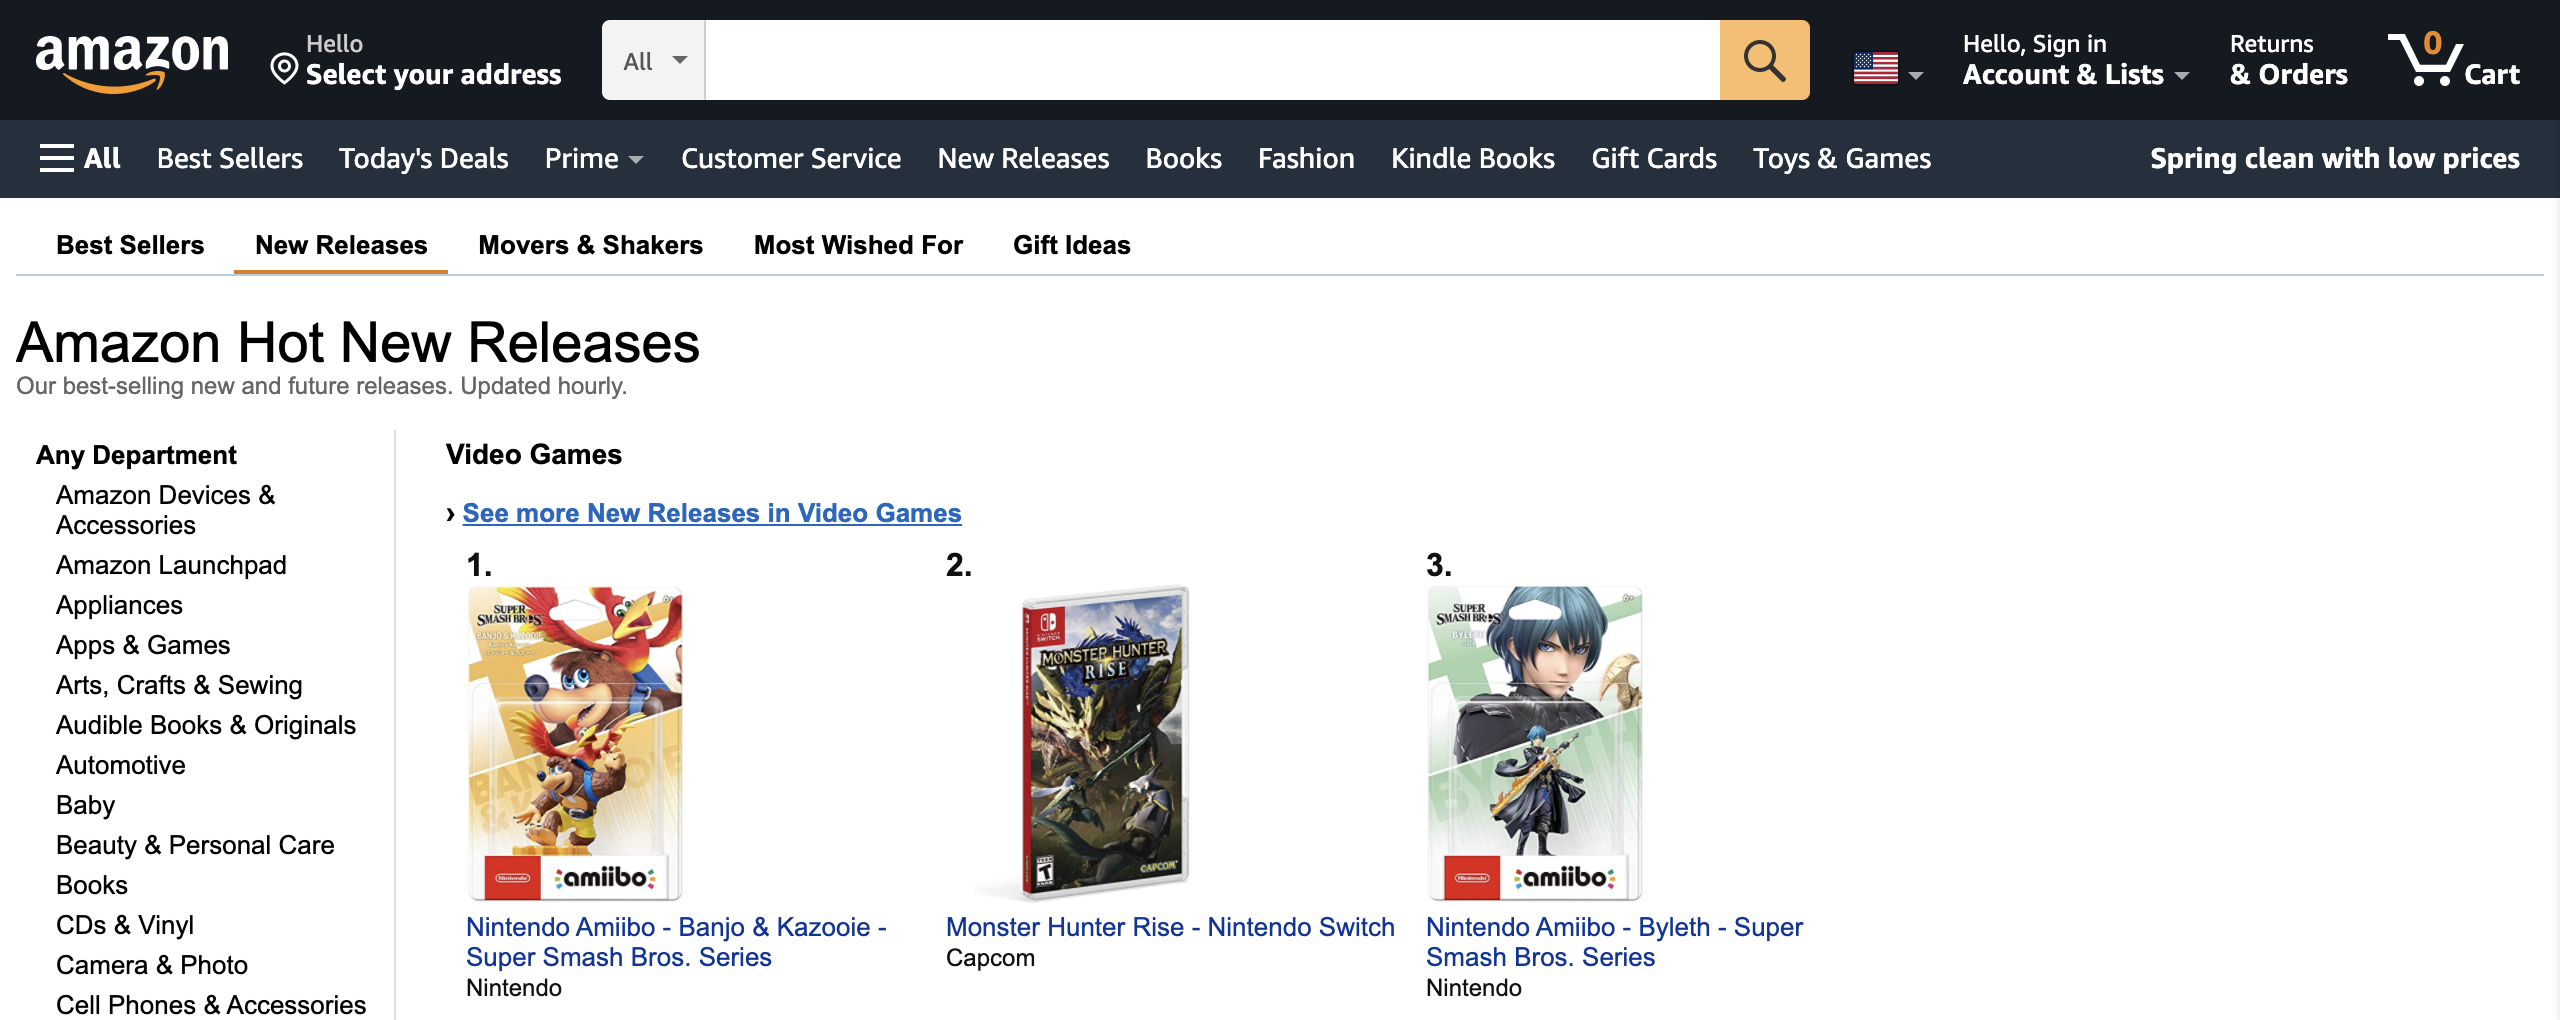 amazon
Hello
Select your address
All
Hello, Sign in
Account & Lists
Returns
& Orders
0
Cart
All
Best Sellers
Today's Deals
Prime
Customer Service
New Releases
Books
Fashion
Kindle Books
Gift Cards
Toys & Games
Spring clean with low prices
Best Sellers
New Releases
Movers & Shakers
Most Wished For
Gift Ideas
Amazon Hot New Releases
Our best-selling new and future releases. Updated hourly.
Any Department
Amazon Devices &
Accessories
Amazon Launchpad
Appliances
Apps & Games
Arts, Crafts & Sewing
Audible Books & Originals
Automotive
Baby
Beauty & Personal Care
Books
CDs & Vinyl
Camera & Photo
Cell Phones & Accessories
Video Games
› See more New Releases in Video Games
1.
SUPER
SMASH BROS
BANJO & KAZOOIE
6+
Nintendo
amiibo
Nintendo Amiibo - Banjo & Kazooie -
Super Smash Bros. Series
Nintendo
2.
NINTENDO
SWITCH
MONSTER HUNTER
RISE
T
CAPCOM
Monster Hunter Rise - Nintendo Switch
Capcom
3.
SUPER
SMASH BROS
BYLETH
6+
BYLETH
Nintendo
amiibo
Nintendo Amiibo - Byleth - Super
Smash Bros. Series
Nintendo